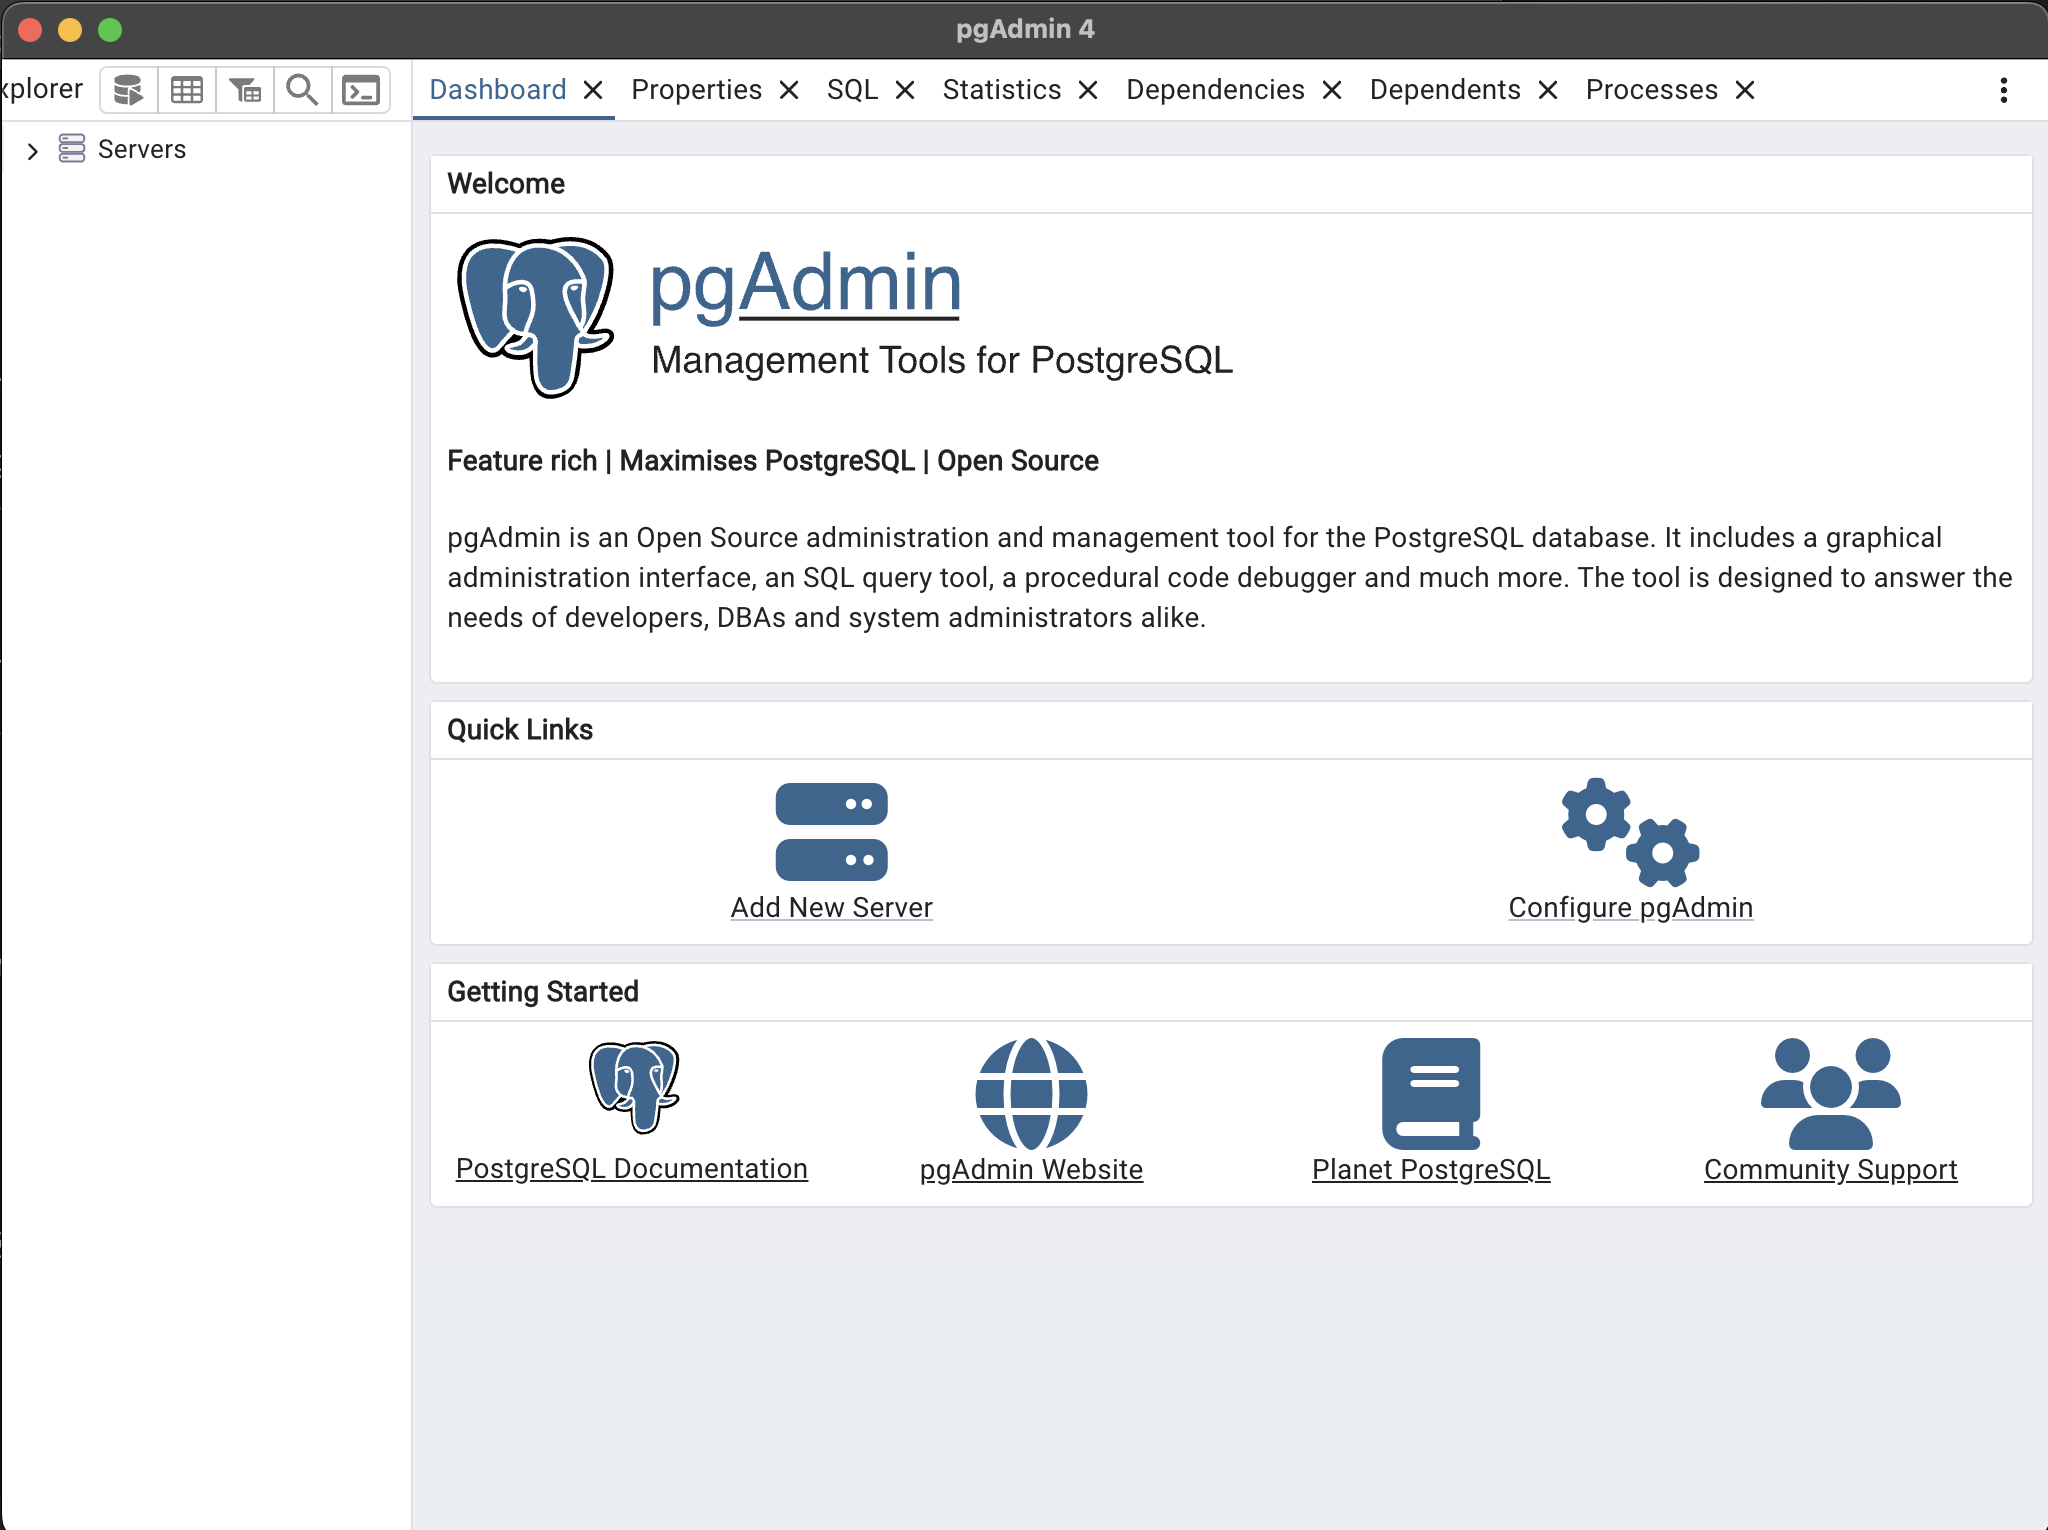 pgAdmin 4
xplorer
Dashboard
Properties
SQL
Statistics
Dependencies
Dependents
Processes
Servers
Welcome
pgAdmin
Management Tools for PostgreSQL
Feature rich | Maximises PostgreSQL | Open Source
pgAdmin is an Open Source administration and management tool for the PostgreSQL database. It includes a graphical
administration interface, an SQL query tool, a procedural code debugger and much more. The tool is designed to answer the
needs of developers, DBAs and system administrators alike.
Quick Links
Add New Server
Configure pgAdmin
Getting Started
PostgreSQL Documentation
pgAdmin Website
Planet PostgreSQL
Community Support